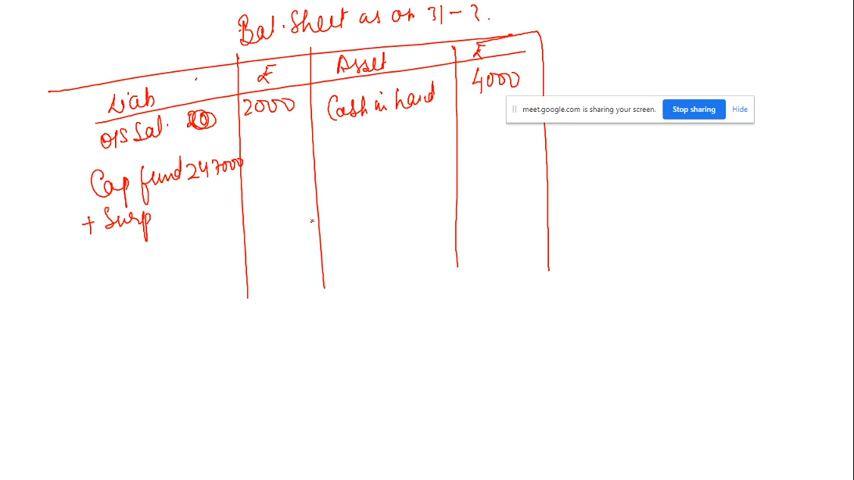 Bal. Sheet as on 31-3.
Liab ₹ Asset ₹
O/S Sal. 2000 Cash in hand 4000
Cap fund 247000
+ Surp
meet.google.com is sharing your screen. Stop sharing Hide